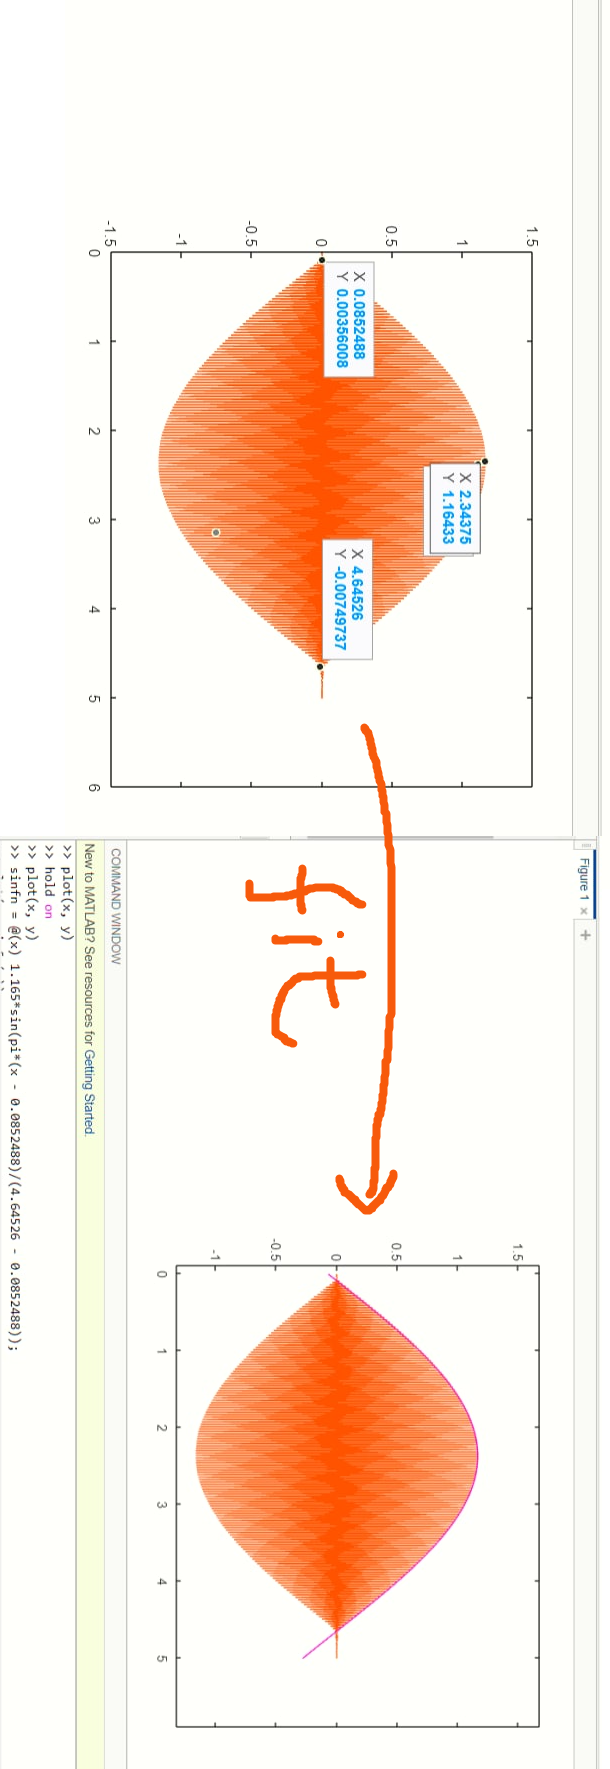 1.5
1
0.5
0
-0.5
-1
-1.5
0
1
2
3
4
5
6
X 0.0852488
Y 0.00356008
X 2.34375
Y 1.16433
X 4.64526
Y -0.00749737
fit
Figure 1 × +
1.5
1
0.5
0
-0.5
-1
0
1
2
3
4
5
COMMAND WINDOW
New to MATLAB? See resources for Getting Started.
>> plot(x, y)
>> hold on
>> plot(x, y)
>> sinfn = @(x) 1.165*sin(pi*(x - 0.0852488)/(4.64526 - 0.0852488));